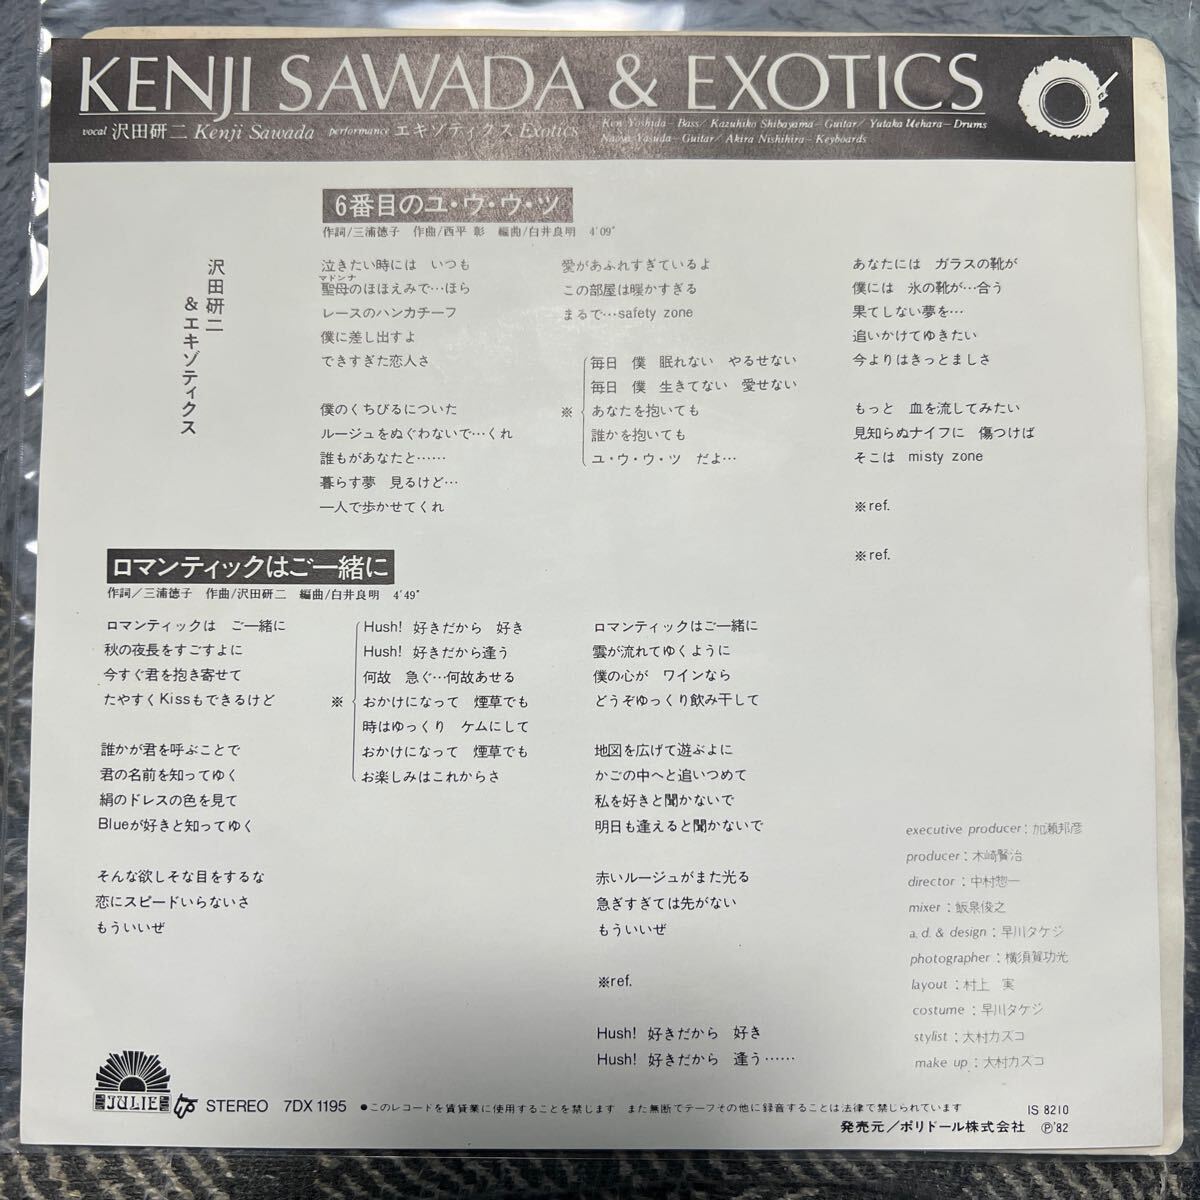 KENJI SAWADA & EXOTICS
vocal 沢田研二 Kenji Sawada performance エキゾティクス Exotics
Ken Yoshida–Bass/Kazuhiko Shibayama–Guitar/Yutaka Uehara–Drums
Naoya Yasuda–Guitar/Akira Nishihira–Keyboards
沢田研二
&エキゾティクス
6番目のユ・ウ・ウ・ツ
作詞/三浦徳子 作曲/西平 彰 編曲/白井良明 4'09"
泣きたい時には いつも
マドンナ
聖母のほほえみで…ほら
レースのハンカチーフ
僕に差し出すよ
できすぎた恋人さ
僕のくちびるについた
ルージュをぬぐわないで…くれ
誰もがあなたと……
暮らす夢 見るけど…
一人で歩かせてくれ
愛があふれすぎているよ
この部屋は暖かすぎる
まるで…safety zone
※
毎日 僕 眠れない やるせない
毎日 僕 生きてない 愛せない
あなたを抱いても
誰かを抱いても
ユ・ウ・ウ・ツ だよ…
あなたには ガラスの靴が
僕には 氷の靴が…合う
果てしない夢を…
追いかけてゆきたい
今よりはきっとましさ
もっと 血を流してみたい
見知らぬナイフに 傷つけば
そこは misty zone
※ref.
※ref.
ロマンティックはご一緒に
作詞/三浦徳子 作曲/沢田研二 編曲/白井良明 4'49"
ロマンティックは ご一緒に
秋の夜長をすごすよに
今すぐ君を抱き寄せて
たやすくKissもできるけど
誰かが君を呼ぶことで
君の名前を知ってゆく
絹のドレスの色を見て
Blueが好きと知ってゆく
そんな欲しそな目をするな
恋にスピードいらないさ
もういいぜ
※
Hush! 好きだから 好き
Hush! 好きだから逢う
何故 急ぐ…何故あせる
おかけになって 煙草でも
時はゆっくり ケムにして
おかけになって 煙草でも
お楽しみはこれからさ
ロマンティックはご一緒に
雲が流れてゆくように
僕の心が ワインなら
どうぞゆっくり飲み干して
地図を広げて遊ぶよに
かごの中へと追いつめて
私を好きと聞かないで
明日も逢えると聞かないで
赤いルージュがまた光る
急ぎすぎては先がない
もういいぜ
※ref.
Hush! 好きだから 好き
Hush! 好きだから 逢う……
executive producer:加瀬邦彦
producer:木崎賢治
director:中村惣一
mixer:飯泉俊之
a. d. & design:早川タケジ
photographer:横須賀功光
layout:村上 実
costume:早川タケジ
stylist:大村カズコ
make up:大村カズコ
JULIE
STEREO 7DX 1195 ●このレコードを賃貸業に使用することを禁じます また無断でテープその他に録音することは法律で禁じられています
IS 8210
発売元/ポリドール株式会社 Ⓟ'82